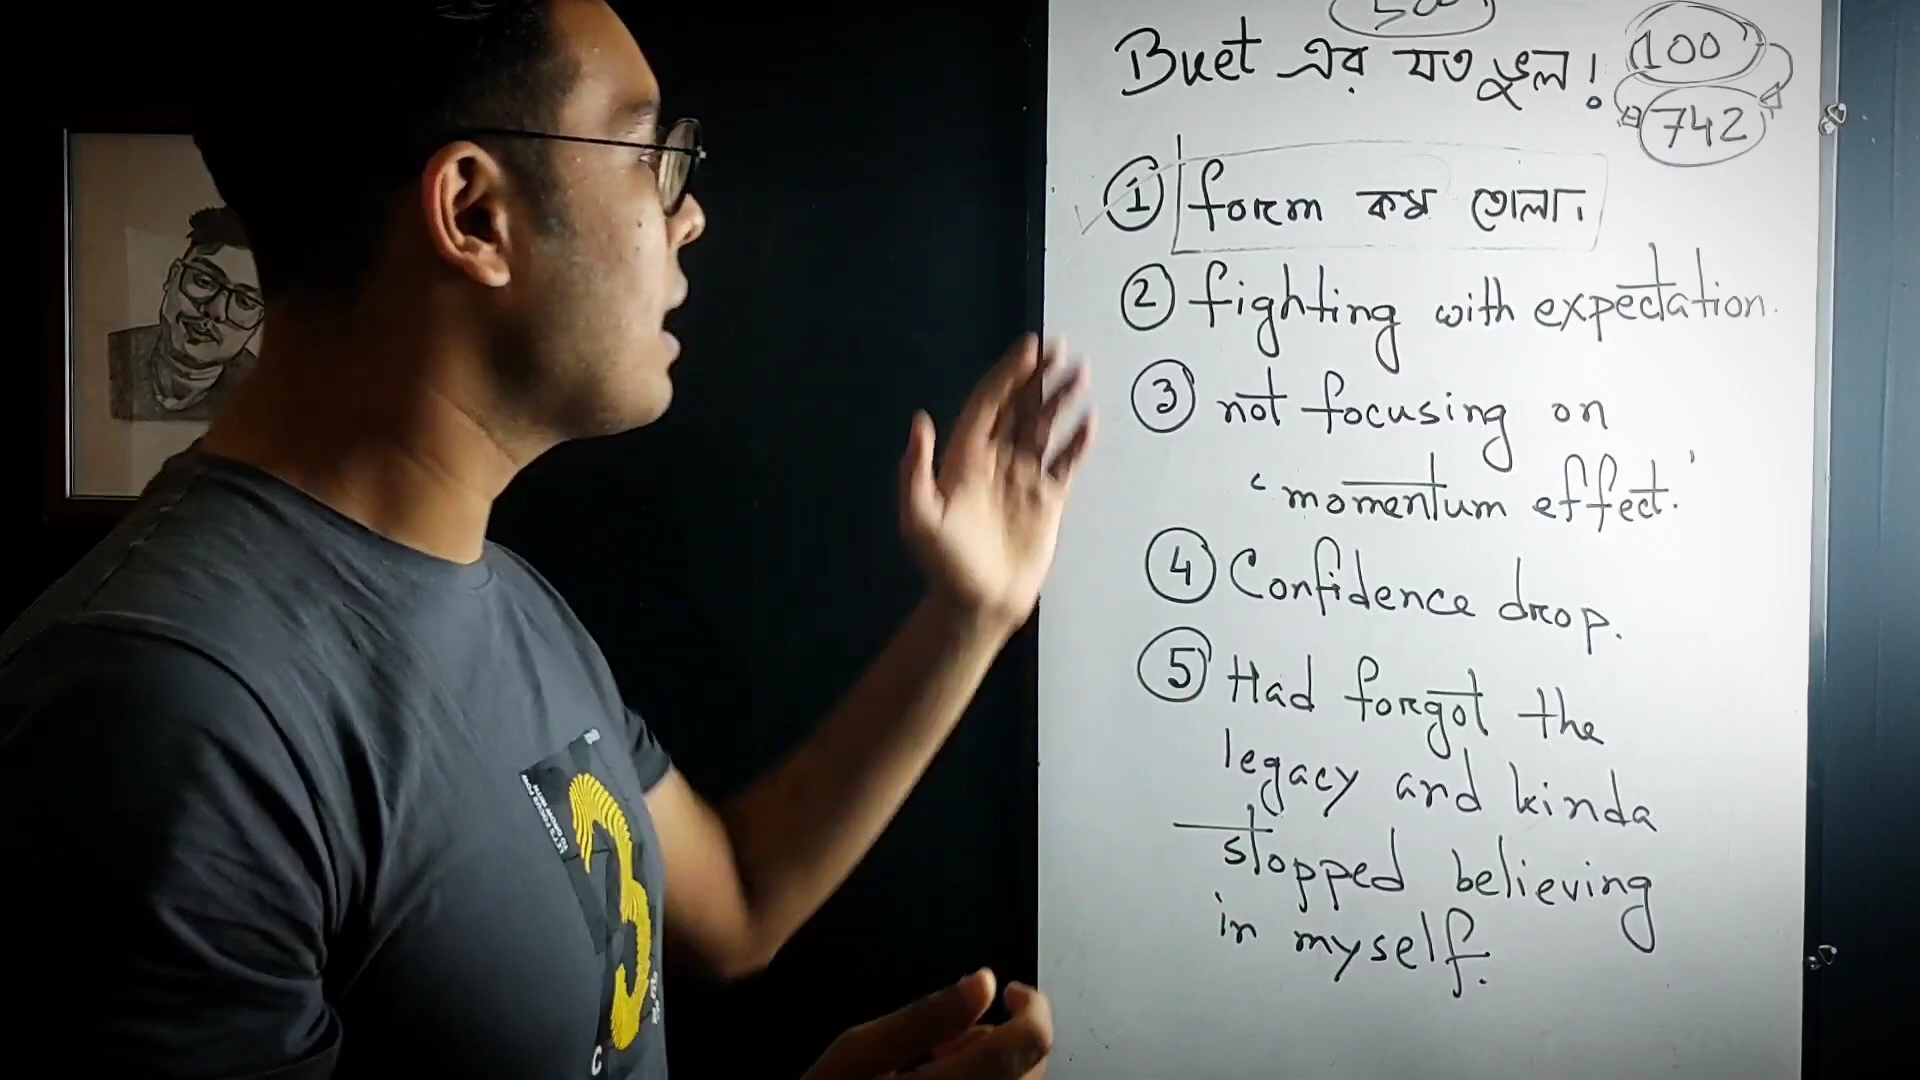 Buet এর যত ভুল!
100
742
① form কম তোলা।
② fighting with expectation.
③ not focusing on
'momentum effect.'
④ Confidence drop.
⑤ Had forgot the
legacy and kinda
stopped believing
in myself.
3